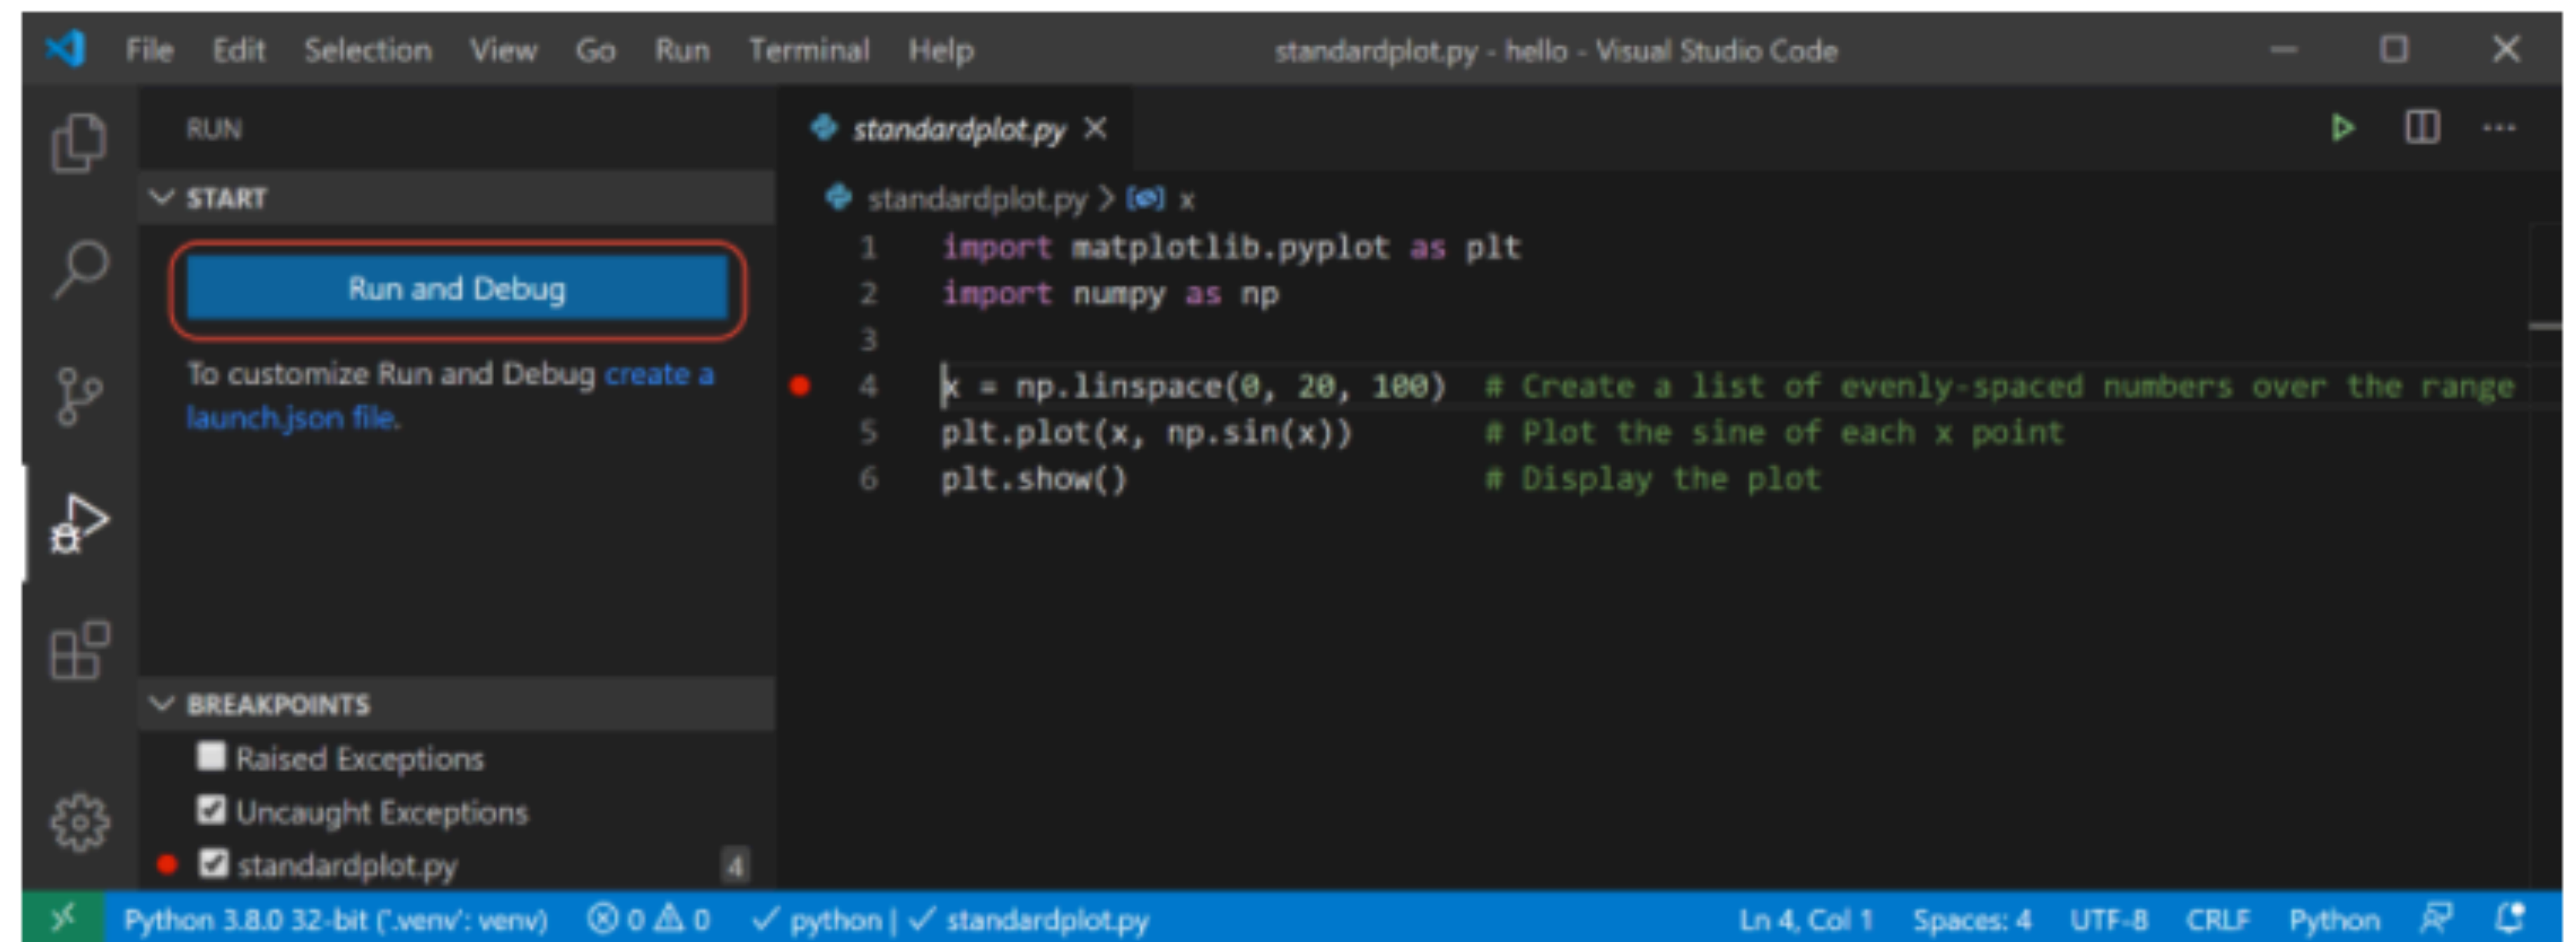 File Edit Selection View Go Run Terminal Help standardplot.py - hello - Visual Studio Code
RUN
START
Run and Debug
To customize Run and Debug create a
launch.json file.
BREAKPOINTS
Raised Exceptions
Uncaught Exceptions
standardplot.py 4
standardplot.py
standardplot.py > x
1 import matplotlib.pyplot as plt
2 import numpy as np
3
4 x = np.linspace(0, 20, 100) # Create a list of evenly-spaced numbers over the range
5 plt.plot(x, np.sin(x)) # Plot the sine of each x point
6 plt.show() # Display the plot
Python 3.8.0 32-bit ('.venv': venv) 0 0 python | standardplot.py Ln 4, Col 1 Spaces: 4 UTF-8 CRLF Python